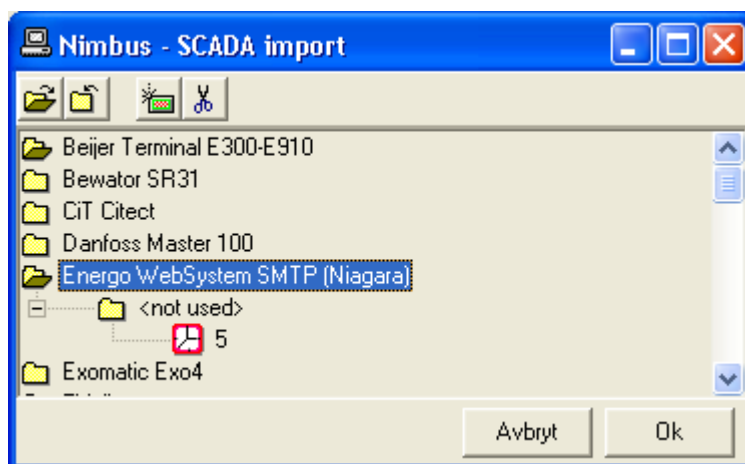 Nimbus - SCADA import
Beijer Terminal E300-E910
Bewator SR31
CiT Citect
Danfoss Master 100
Energo WebSystem SMTP (Niagara)
<not used>
5
Exomatic Exo4
Avbryt
Ok